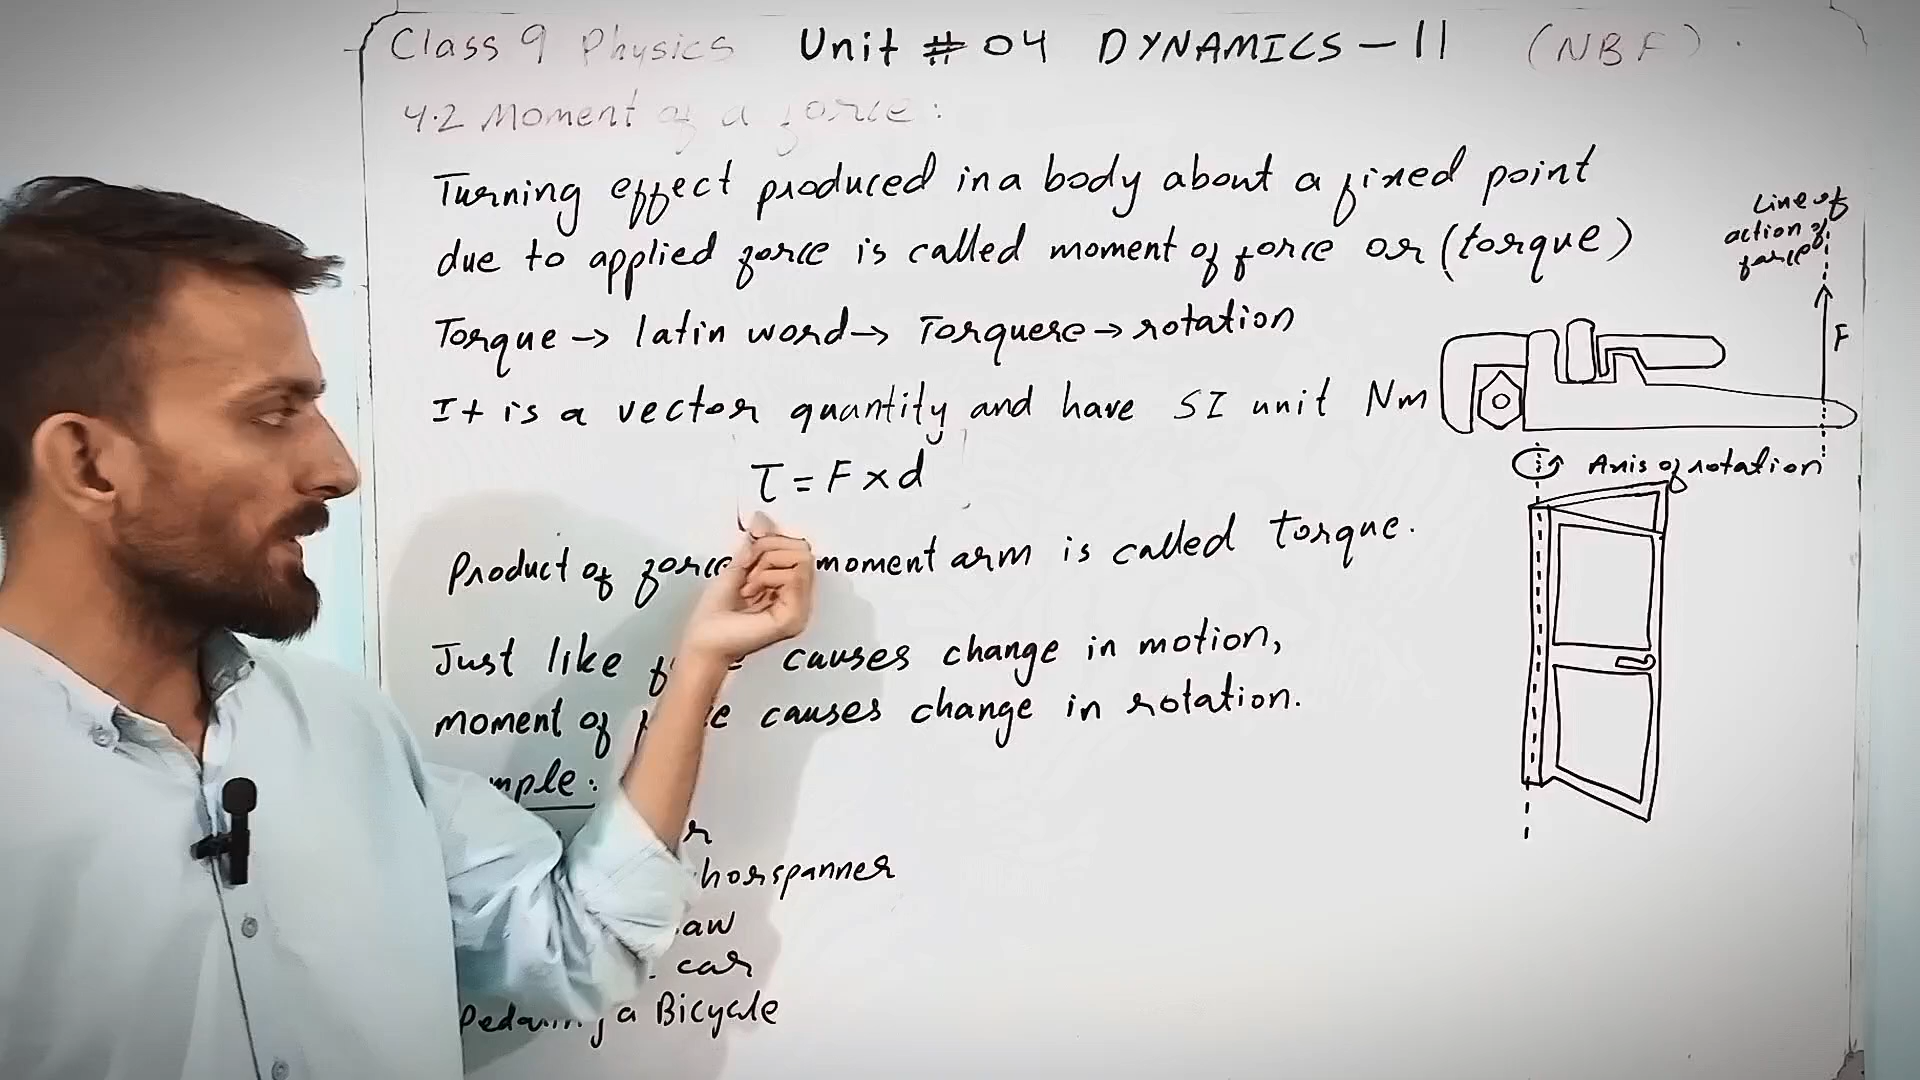 Class 9 Physics Unit # 04 DYNAMICS - II (NBF)
4.2 Moment of a force:
Turning effect produced in a body about a fixed point
due to applied force is called moment of force or (torque)
Torque → latin word → Torquere → rotation
It is a vector quantity and have SI unit Nm
τ = F × d
Product of force moment arm is called torque.
Just like causes change in motion,
moment of causes change in rotation.
Line of
action of
force
F
Axis of rotation
a Bicycle
car